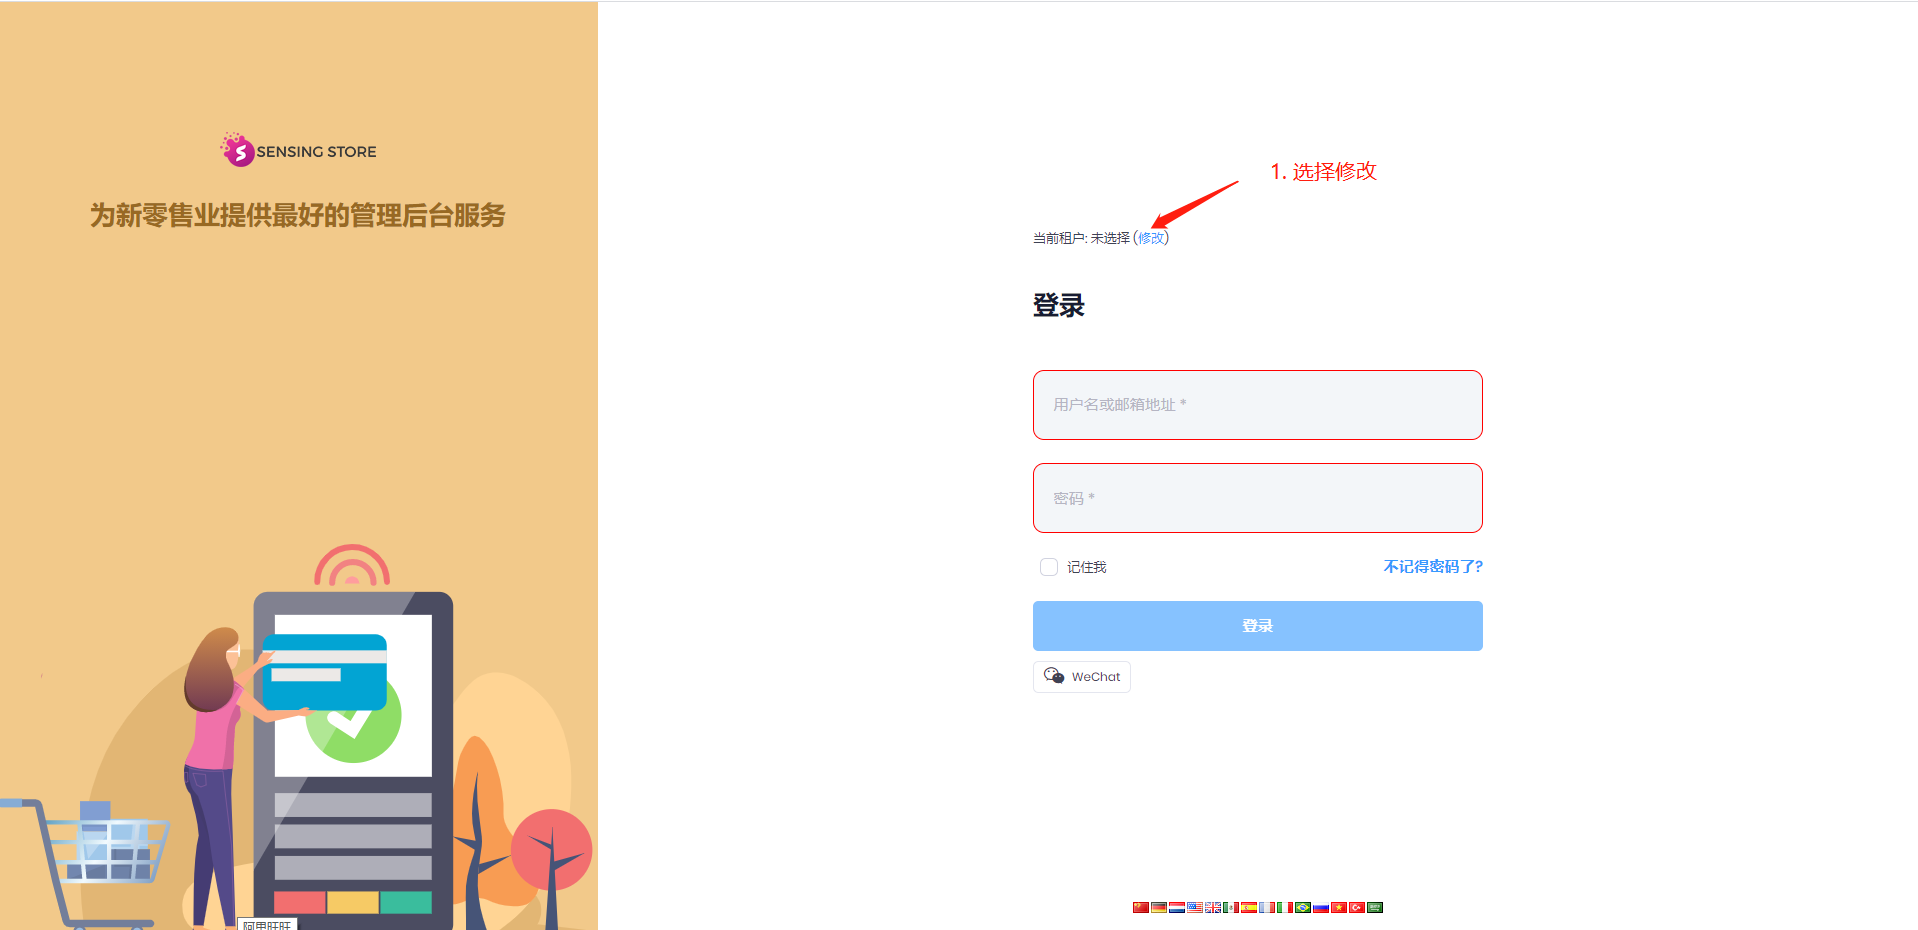 SENSING STORE
为新零售业提供最好的管理后台服务
1. 选择修改
当前租户: 未选择 (修改)
登录
用户名或邮箱地址 *
密码 *
记住我
不记得密码了?
登录
WeChat
阿里旺旺